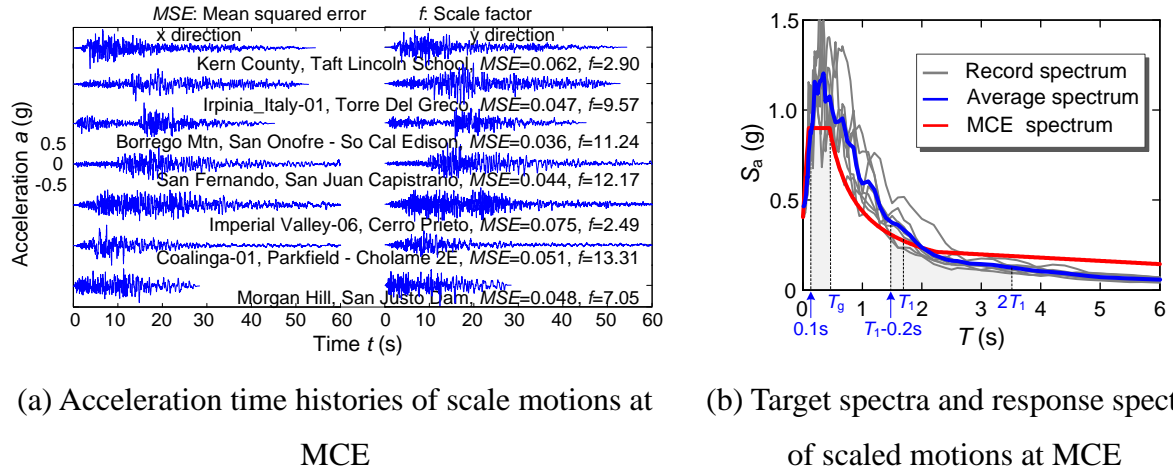 MSE: Mean squared error f: Scale factor
x direction y direction
Kern County, Taft Lincoln School, MSE=0.062, f=2.90
Irpinia_Italy-01, Torre Del Greco, MSE=0.047, f=9.57
Borrego Mtn, San Onofre - So Cal Edison, MSE=0.036, f=11.24
San Fernando, San Juan Capistrano, MSE=0.044, f=12.17
Imperial Valley-06, Cerro Prieto, MSE=0.075, f=2.49
Coalinga-01, Parkfield - Cholame 2E, MSE=0.051, f=13.31
Morgan Hill, San Justo Dam, MSE=0.048, f=7.05
Acceleration a (g)
0.5
0
-0.5
0 10 20 30 40 50 60 0 10 20 30 40 50 60
Time t (s)
(a) Acceleration time histories of scale motions at
MCE
Sa (g)
1.5
1.0
0.5
0.0
Record spectrum
Average spectrum
MCE spectrum
0 Tg 1 T1 2 2T1 3 4 5 6
0.1s T1-0.2s
T (s)
(b) Target spectra and response spect
of scaled motions at MCE